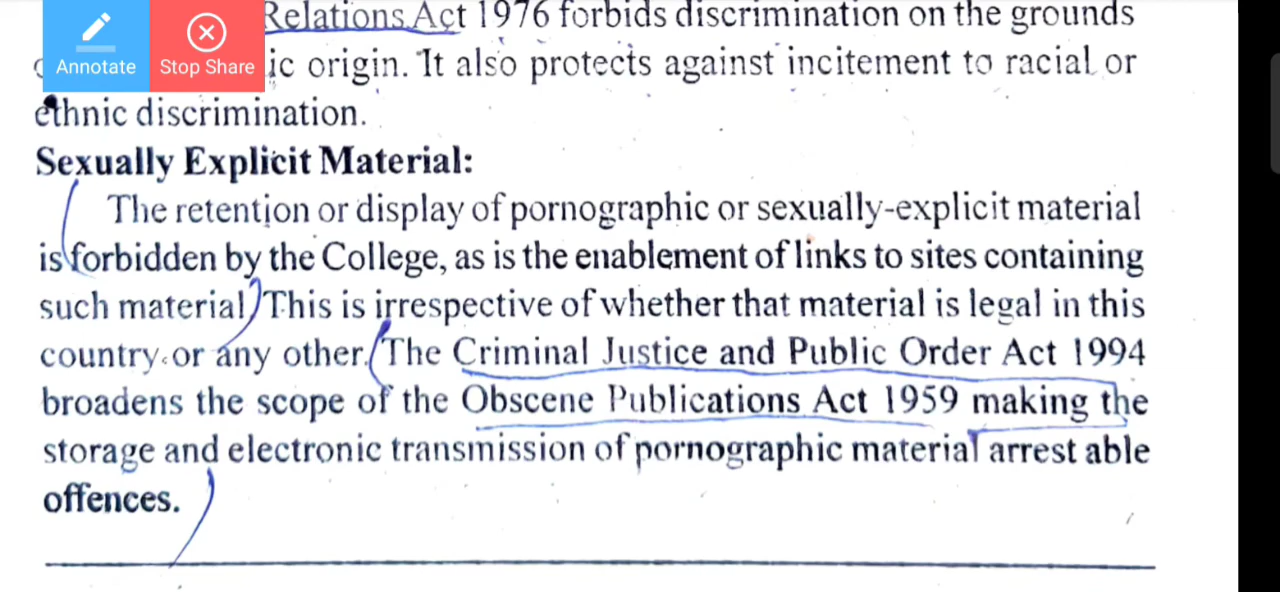 Annotate
Stop Share
Relations Act 1976 forbids discrimination on the grounds
ic origin. It also protects against incitement to racial or
ethnic discrimination.
Sexually Explicit Material:
The retention or display of pornographic or sexually-explicit material
is forbidden by the College, as is the enablement of links to sites containing
such material. This is irrespective of whether that material is legal in this
country or any other. The Criminal Justice and Public Order Act 1994
broadens the scope of the Obscene Publications Act 1959 making the
storage and electronic transmission of pornographic material arrest able
offences.